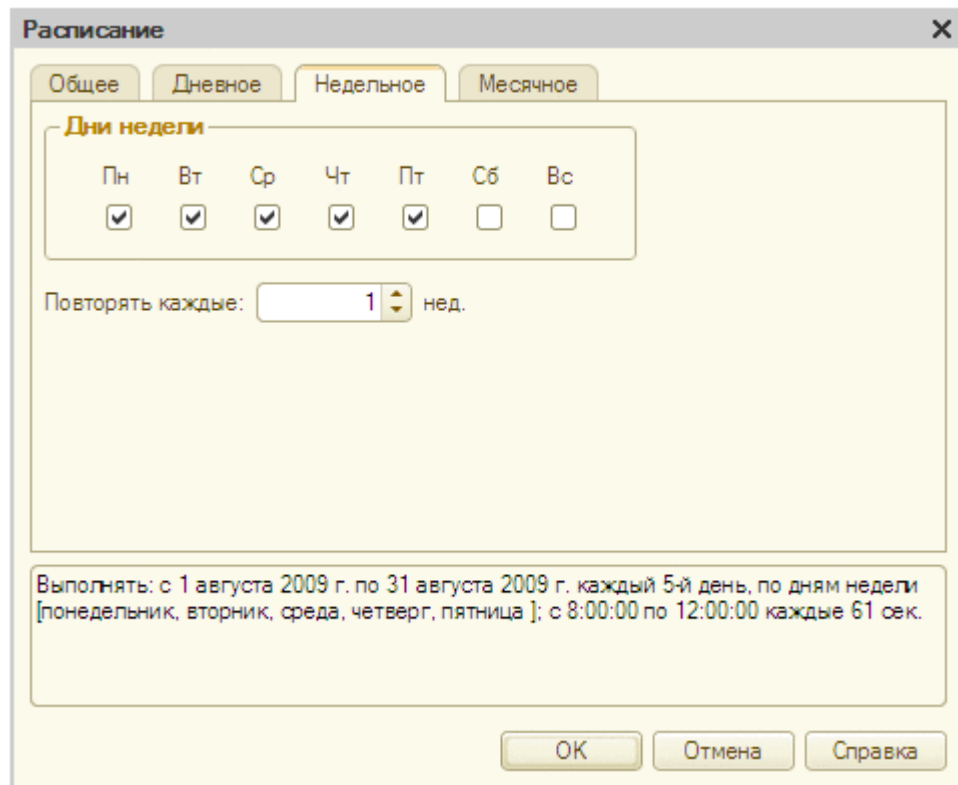 Расписание
Общее Дневное Недельное Месячное
Дни недели
Пн Вт Ср Чт Пт Сб Вс
Повторять каждые: 1 нед.
Выполнять: с 1 августа 2009 г. по 31 августа 2009 г. каждый 5-й день, по дням недели
[понедельник, вторник, среда, четверг, пятница ]; с 8:00:00 по 12:00:00 каждые 61 сек.
OK Отмена Справка